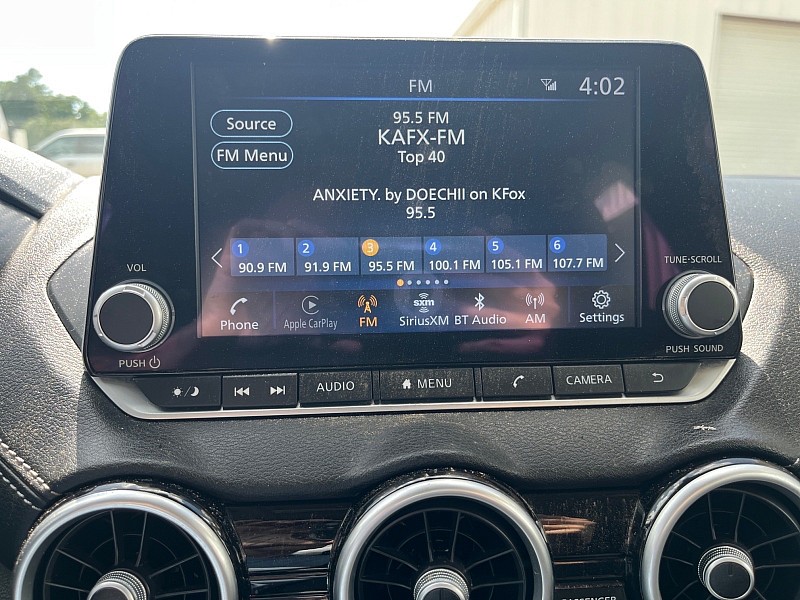 FM 4:02
Source
FM Menu
95.5 FM
KAFX-FM
Top 40
ANXIETY. by DOECHII on KFox
95.5
1 2 3 4 5 6
90.9 FM 91.9 FM 95.5 FM 100.1 FM 105.1 FM 107.7 FM
sxm
Phone Apple CarPlay FM SiriusXM BT Audio AM Settings
VOL
PUSH
TUNE·SCROLL
PUSH SOUND
AUDIO MENU CAMERA
PASSENGER